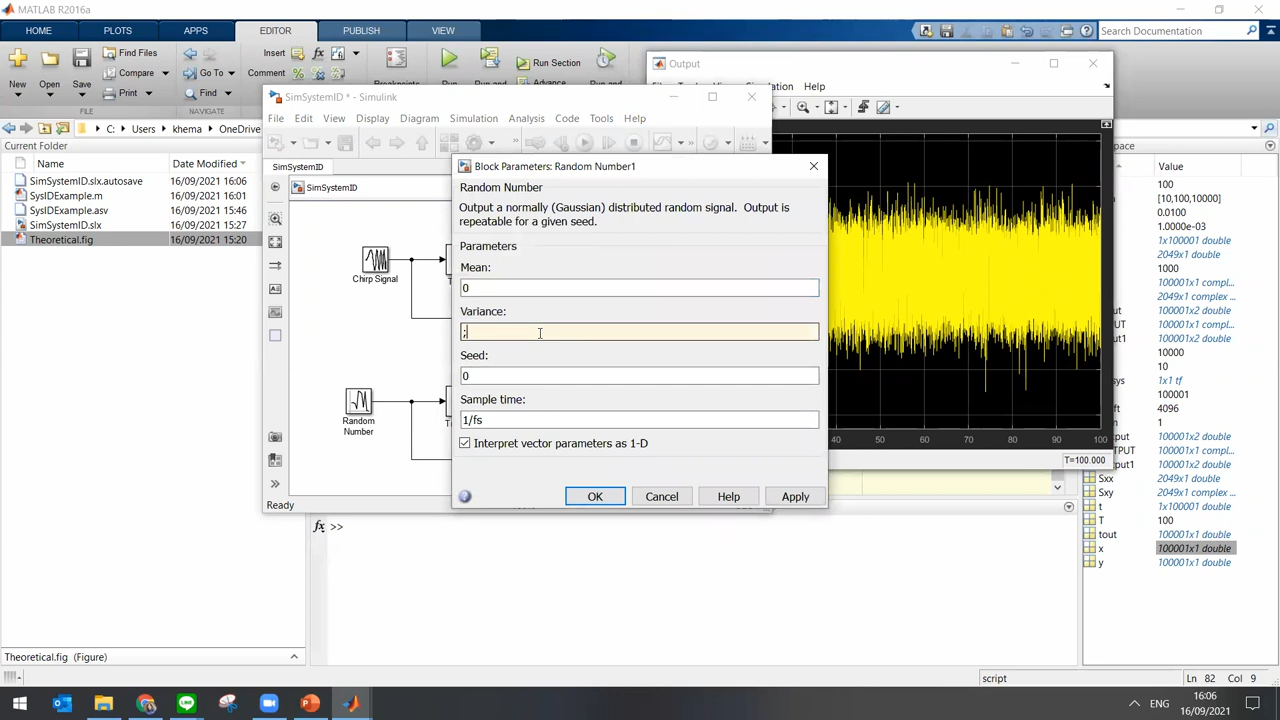 MATLAB R2016a
HOME
PLOTS
APPS
EDITOR
PUBLISH
VIEW
Search Documentation
New
Open
Save
Find Files
Compare
Print
Go To
Find
Insert
Comment
Breakpoints
Run
Run and
Run Section
Advance
Run and
FILE
NAVIGATE
C:
Users
khema
OneDrive
Current Folder
Name
Date Modified
SimSystemID.slx.autosave
16/09/2021 16:06
SysIDExample.m
16/09/2021 16:01
SysIDExample.asv
16/09/2021 15:46
SimSystemID.slx
16/09/2021 15:27
Theoretical.fig
16/09/2021 15:20
Theoretical.fig (Figure)
SimSystemID * - Simulink
File
Edit
View
Display
Diagram
Simulation
Analysis
Code
Tools
Help
SimSystemID
SimSystemID
Chirp Signal
Random
Number
Ready
Block Parameters: Random Number1
Random Number
Output a normally (Gaussian) distributed random signal. Output is
repeatable for a given seed.
Parameters
Mean:
0
Variance:
;
Seed:
0
Sample time:
1/fs
Interpret vector parameters as 1-D
OK
Cancel
Help
Apply
Output
Help
40
50
60
70
80
90
100
T=100.000
fx >>
Value
100
[10,100,10000]
0.0100
1.0000e-03
1x100001 double
2049x1 double
1000
100001x1 compl...
2049x1 complex ...
100001x2 double
100001x1 compl...
100001x2 double
10000
10
1x1 tf
100001
4096
1
100001x2 double
100001x1 compl...
100001x2 double
Sxx
2049x1 double
Sxy
2049x1 complex ...
t
1x100001 double
T
100
tout
100001x1 double
x
100001x1 double
y
100001x1 double
script
Ln 82
Col 9
ENG
16:06
16/09/2021